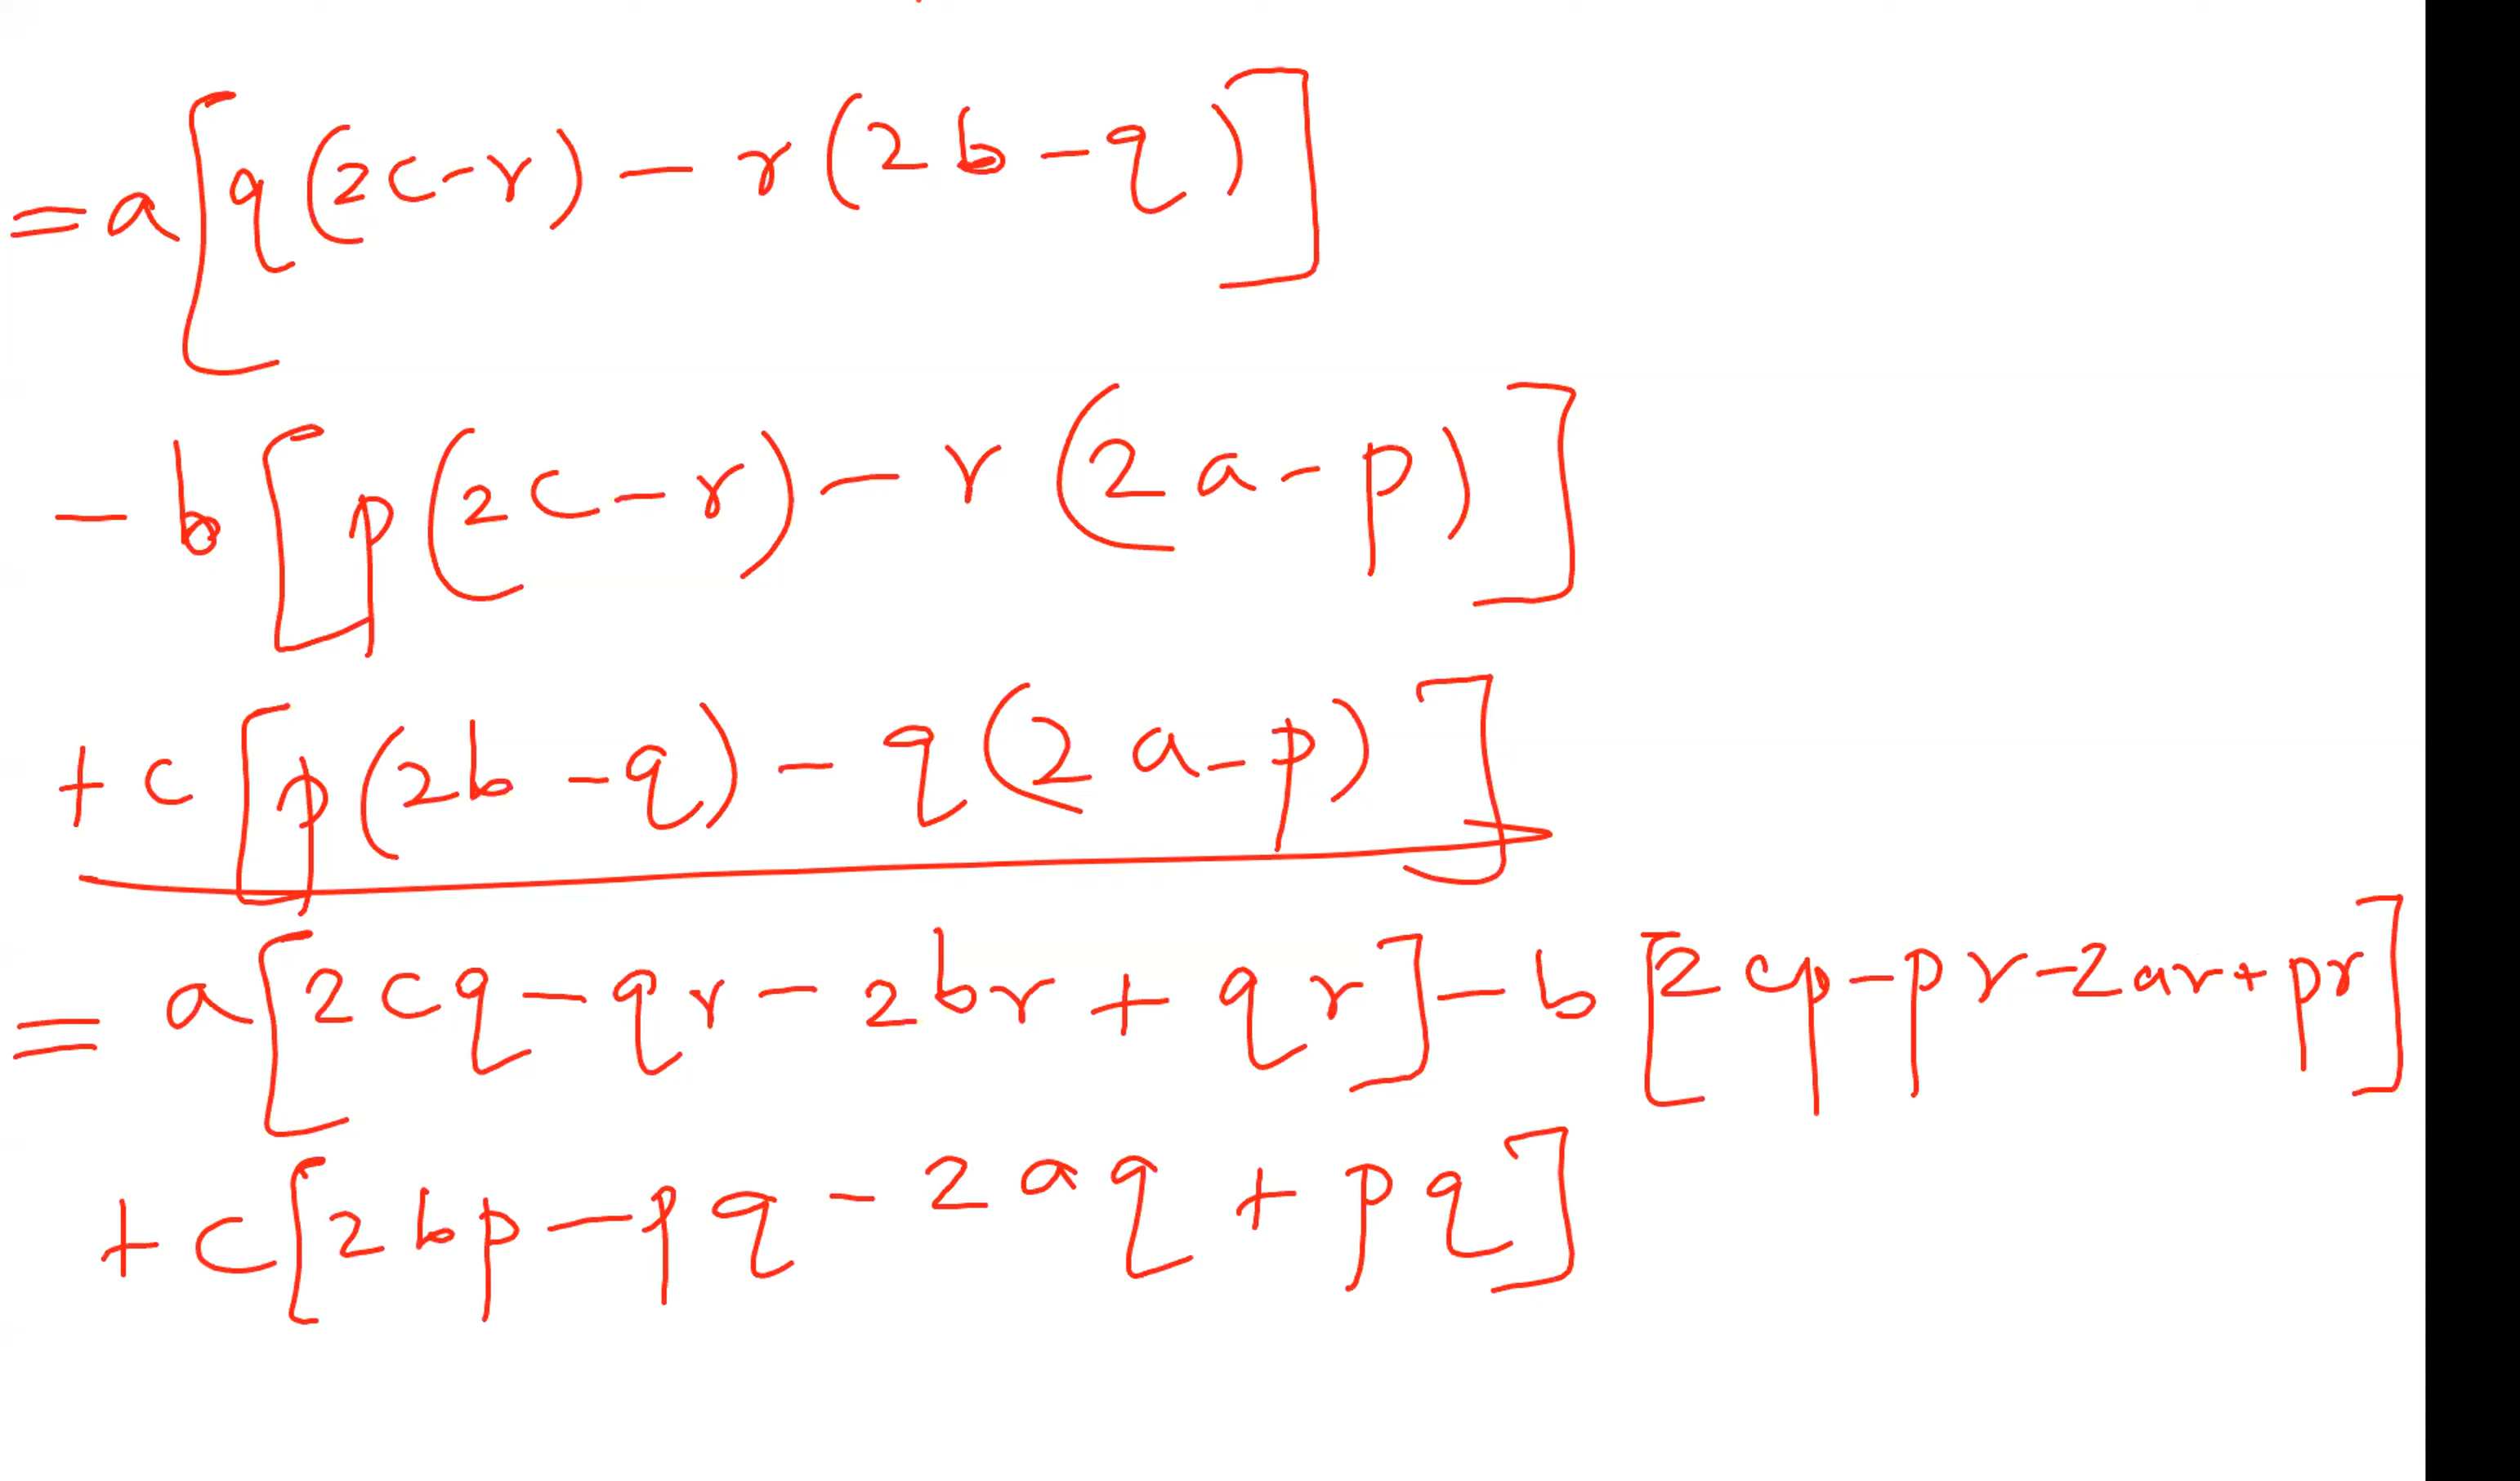 = a[q(2c-r) - r(2b-q)]
- b[p(2c-r) - r(2a-p)]
+ c[p(2b-q) - q(2a-p)]
= a[2cq - qr - 2br + qr] - b[2cp - pr - 2ar + pr]
+ c[2bp - pq - 2aq + pq]